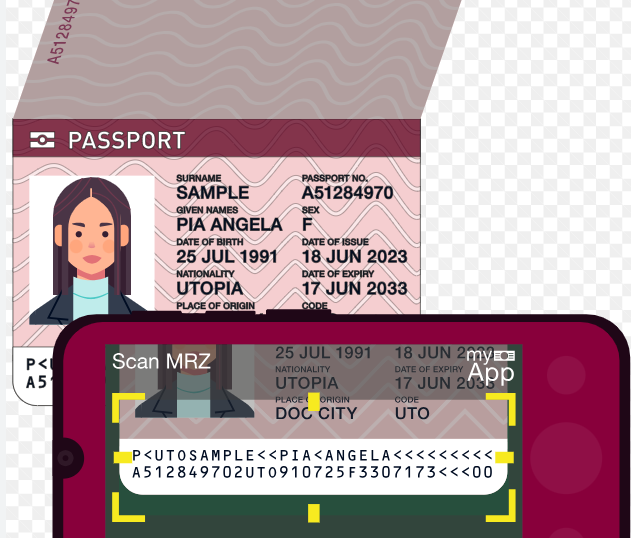 A5128497
PASSPORT
SURNAME PASSPORT NO.
SAMPLE A51284970
GIVEN NAMES SEX
PIA ANGELA F
DATE OF BIRTH DATE OF ISSUE
25 JUL 1991 18 JUN 2023
NATIONALITY DATE OF EXPIRY
UTOPIA 17 JUN 2033
PLACE OF ORIGIN CODE
P<U
A51
Scan MRZ
my
App
25 JUL 1991 18 JUN 2023
NATIONALITY DATE OF EXPIRY
UTOPIA 17 JUN 2033
PLACE OF ORIGIN CODE
DOC CITY UTO
P<UTOSAMPLE<<PIA<ANGELA<<<<<<<<<
A512849702UTO910725F3307173<<<00